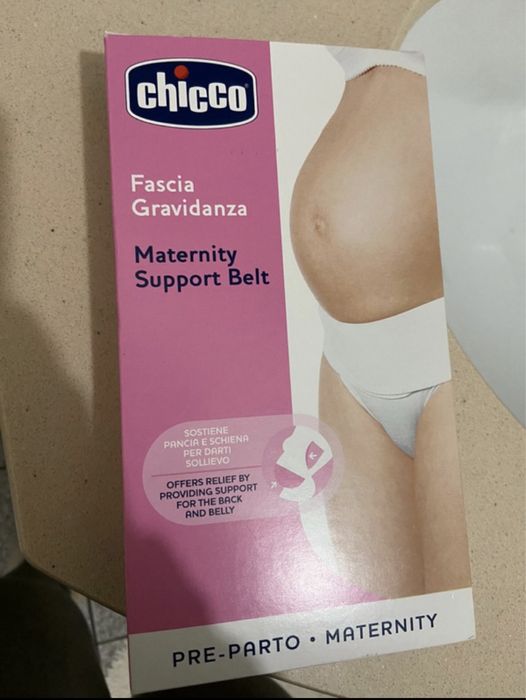 chicco
Fascia
Gravidanza
Maternity
Support Belt
SOSTIENE
PANCIA E SCHIENA
PER DARTI
SOLLIEVO
OFFERS RELIEF BY
PROVIDING SUPPORT
FOR THE BACK
AND BELLY
PRE-PARTO • MATERNITY